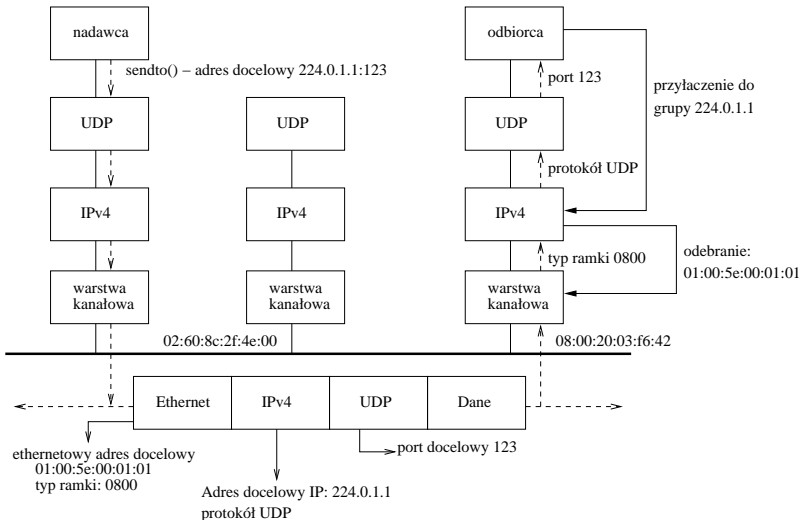 nadawca
odbiorca
sendto() – adres docelowy 224.0.1.1:123
port 123
przyłaczenie do
grupy 224.0.1.1
UDP
UDP
UDP
protokół UDP
IPv4
IPv4
IPv4
typ ramki 0800
odebranie:
01:00:5e:00:01:01
warstwa
kanałowa
warstwa
kanałowa
warstwa
kanałowa
02:60:8c:2f:4e:00
08:00:20:03:f6:42
Ethernet
IPv4
UDP
Dane
ethernetowy adres docelowy
01:00:5e:00:01:01
typ ramki: 0800
port docelowy 123
Adres docelowy IP: 224.0.1.1
protokół UDP